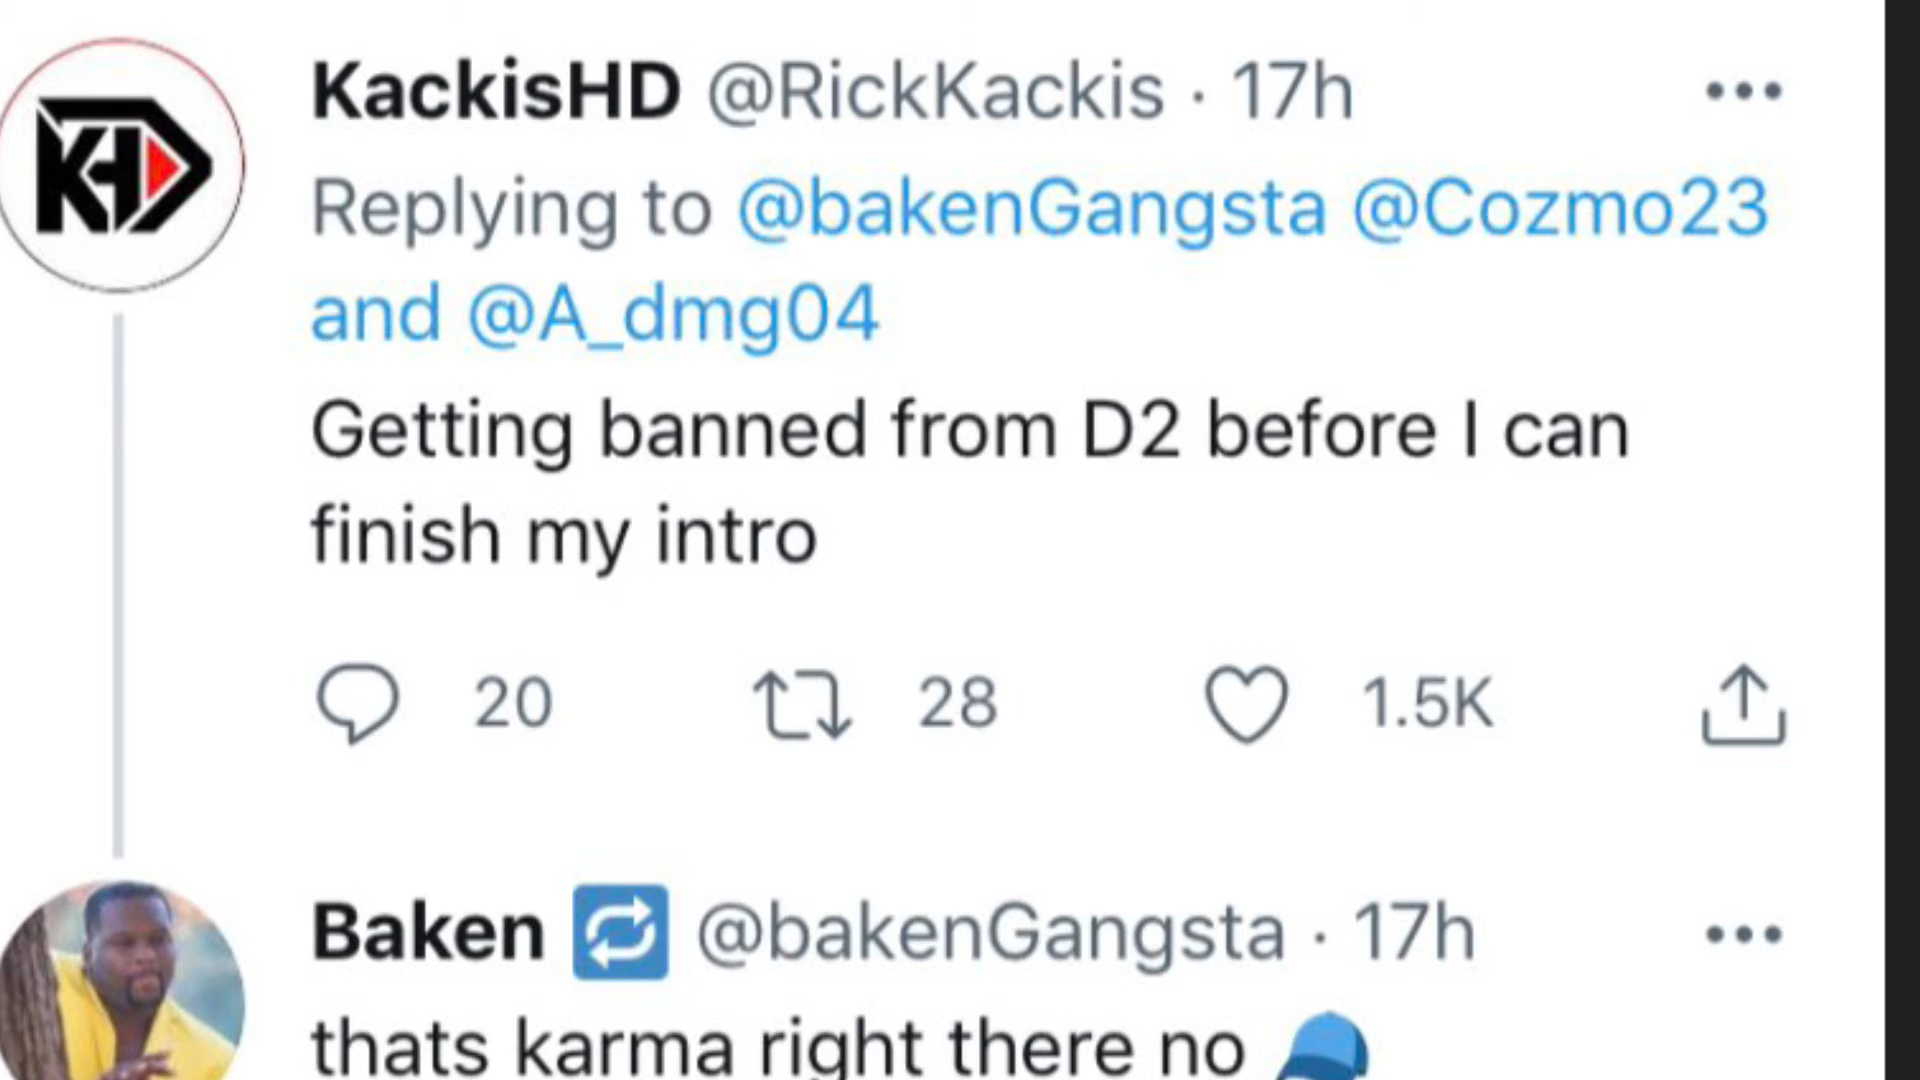 KHD
KackisHD @RickKackis · 17h
Replying to @bakenGangsta @Cozmo23
and @A_dmg04
Getting banned from D2 before I can
finish my intro
20 28 1.5K
Baken 🔁 @bakenGangsta · 17h
thats karma right there no 🧢